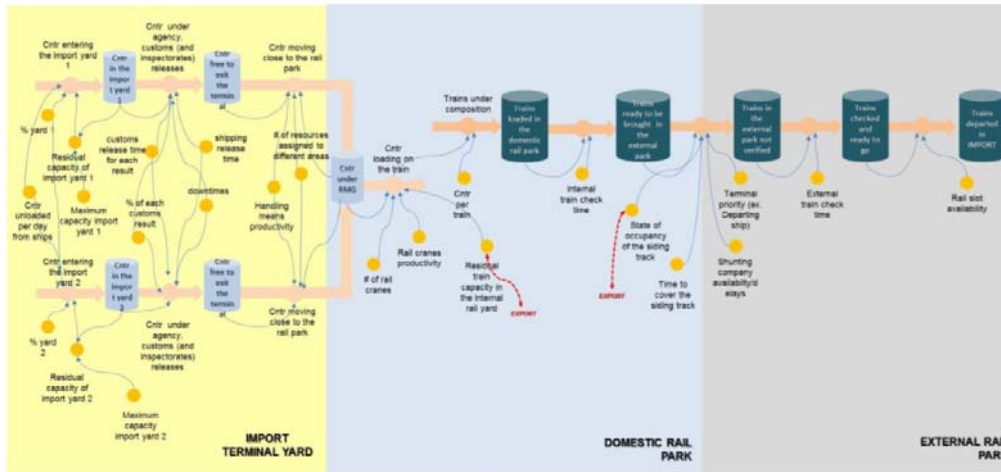 Cntr entering
the import yard
1
Cntr
in the
impor
t yard
1
Cntr under
agency,
customs (and
inspectorates)
releases
Cntr
free to
exit
the
termin
al
Cntr moving
close to the rail
park
% yard 1
Residual
capacity of
import yard 1
customs
release time
for each
result
shipping
release
time
# of resources
assigned to
different areas
Cntr
unloaded
per day
from ships
Maximum
capacity import
yard 1
% of each
customs
result
downtimes
Handling
means
productivity
Cntr entering
the import
yard 2
Cntr
in the
impor
t yard
2
Cntr under
agency,
customs (and
inspectorates)
releases
Cntr
free to
exit
the
termin
al
Cntr moving
close to the
rail park
% yard
2
Residual
capacity of
import yard 2
Maximum
capacity
import yard 2
IMPORT
TERMINAL YARD
Cntr
under
RMG
Cntr
loading on
the train
Trains under
composition
Trains
loaded in the
domestic
rail park
Trains
ready to be
brought in
the external
park
Cntr
per
train
Internal
train check
time
# of rail
cranes
Rail cranes
productivity
Residual
train
capacity in
the internal
rail yard
EXPORT
State of
occupancy
of the siding
track
EXPORT
Time to
cover the
siding track
DOMESTIC RAIL
PARK
Trains in
the
external
park not
verified
Trains
checked
and
ready to
go
Trains
departed
in
IMPORT
Terminal
priority (ex.
Departing
ship)
External
train check
time
Rail slot
availability
Shunting
company
availability/d
elays
EXTERNAL RAI
PAR